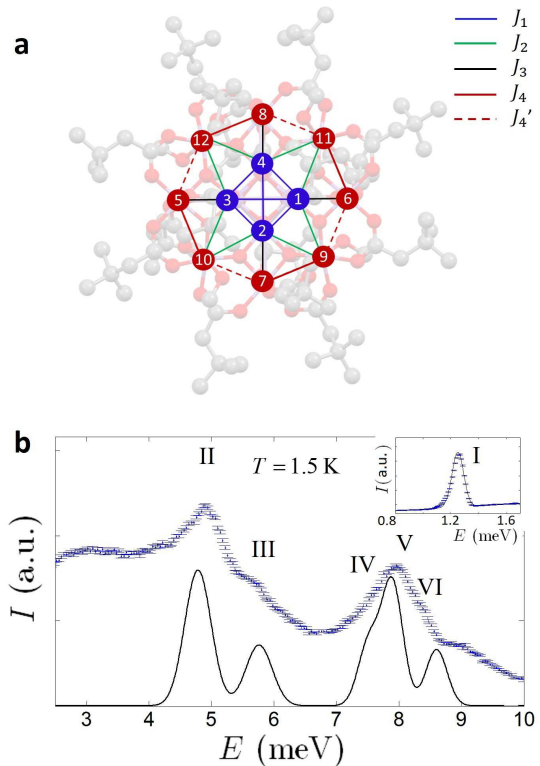 a
J₁
J₂
J₃
J₄
J₄'
8
12
11
4
5
3
1
6
2
10
9
7
b
II
T = 1.5 K
III
IV
V
VI
I (a.u.)
3
4
5
6
7
8
9
10
E (meV)
I
I (a.u.)
0.8
1.2
1.6
E (meV)